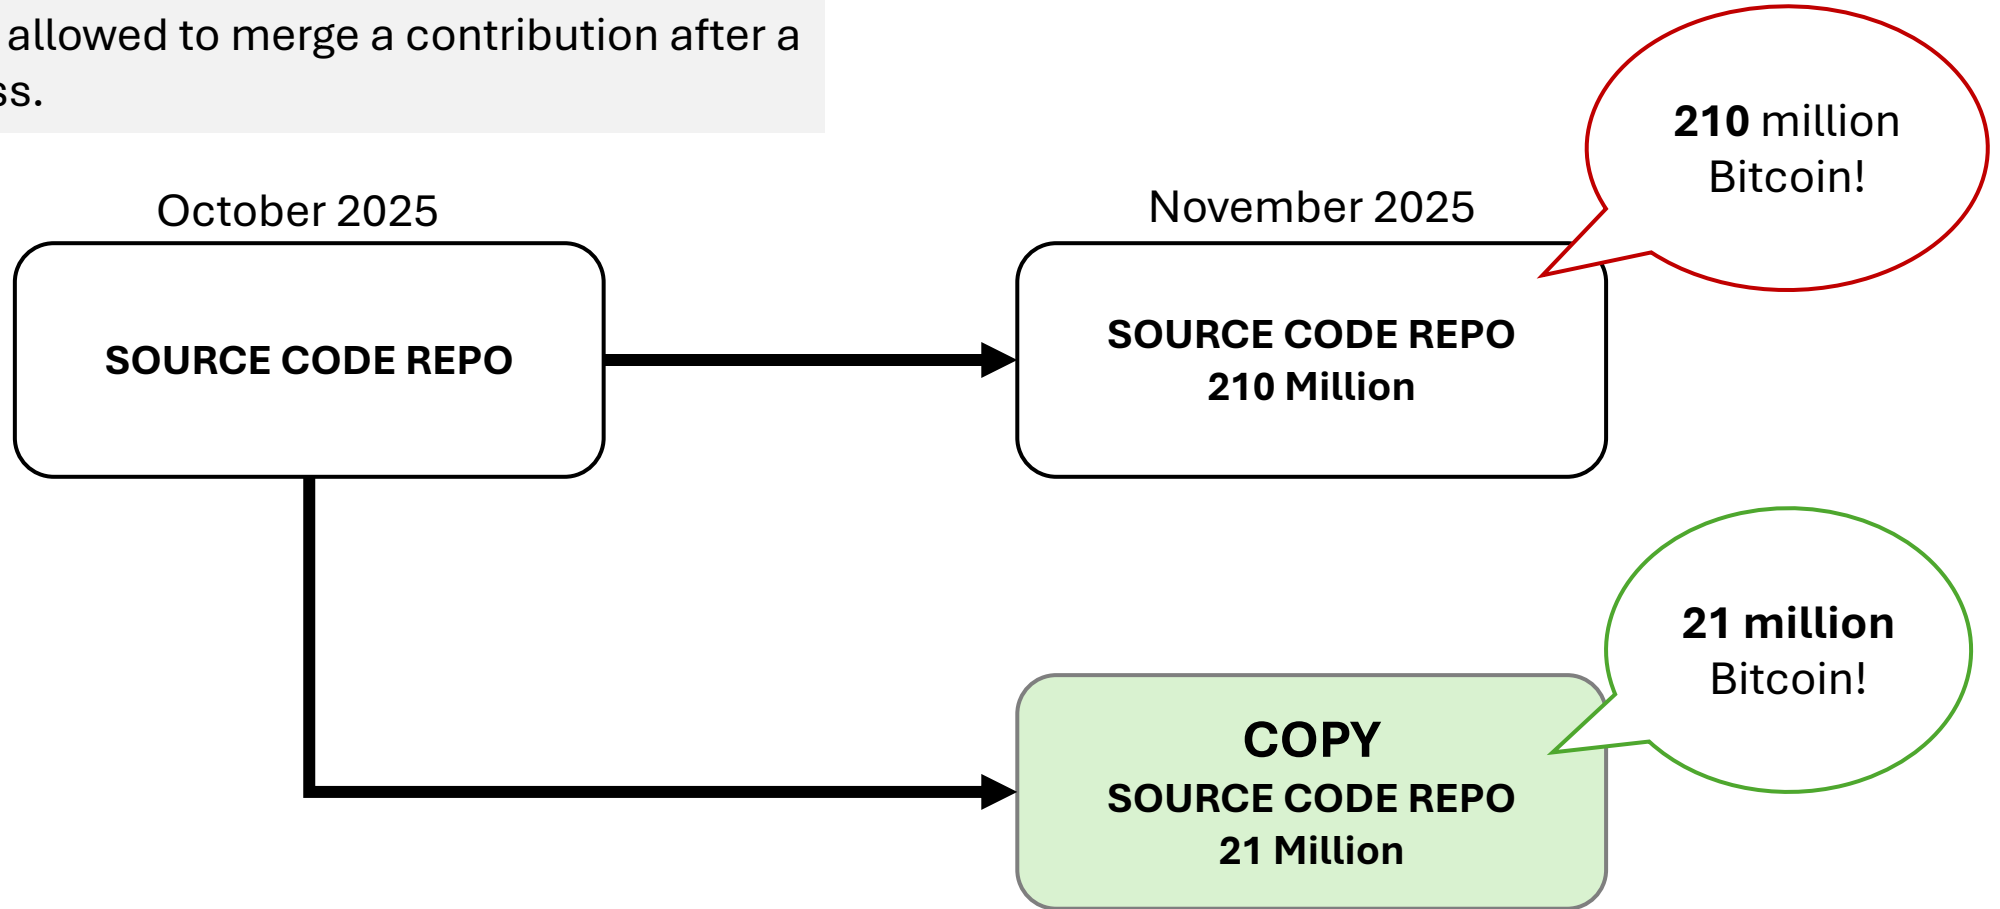 allowed to merge a contribution after a
ss.
210 million
Bitcoin!
October 2025
November 2025
SOURCE CODE REPO
SOURCE CODE REPO
210 Million
21 million
Bitcoin!
COPY
SOURCE CODE REPO
21 Million